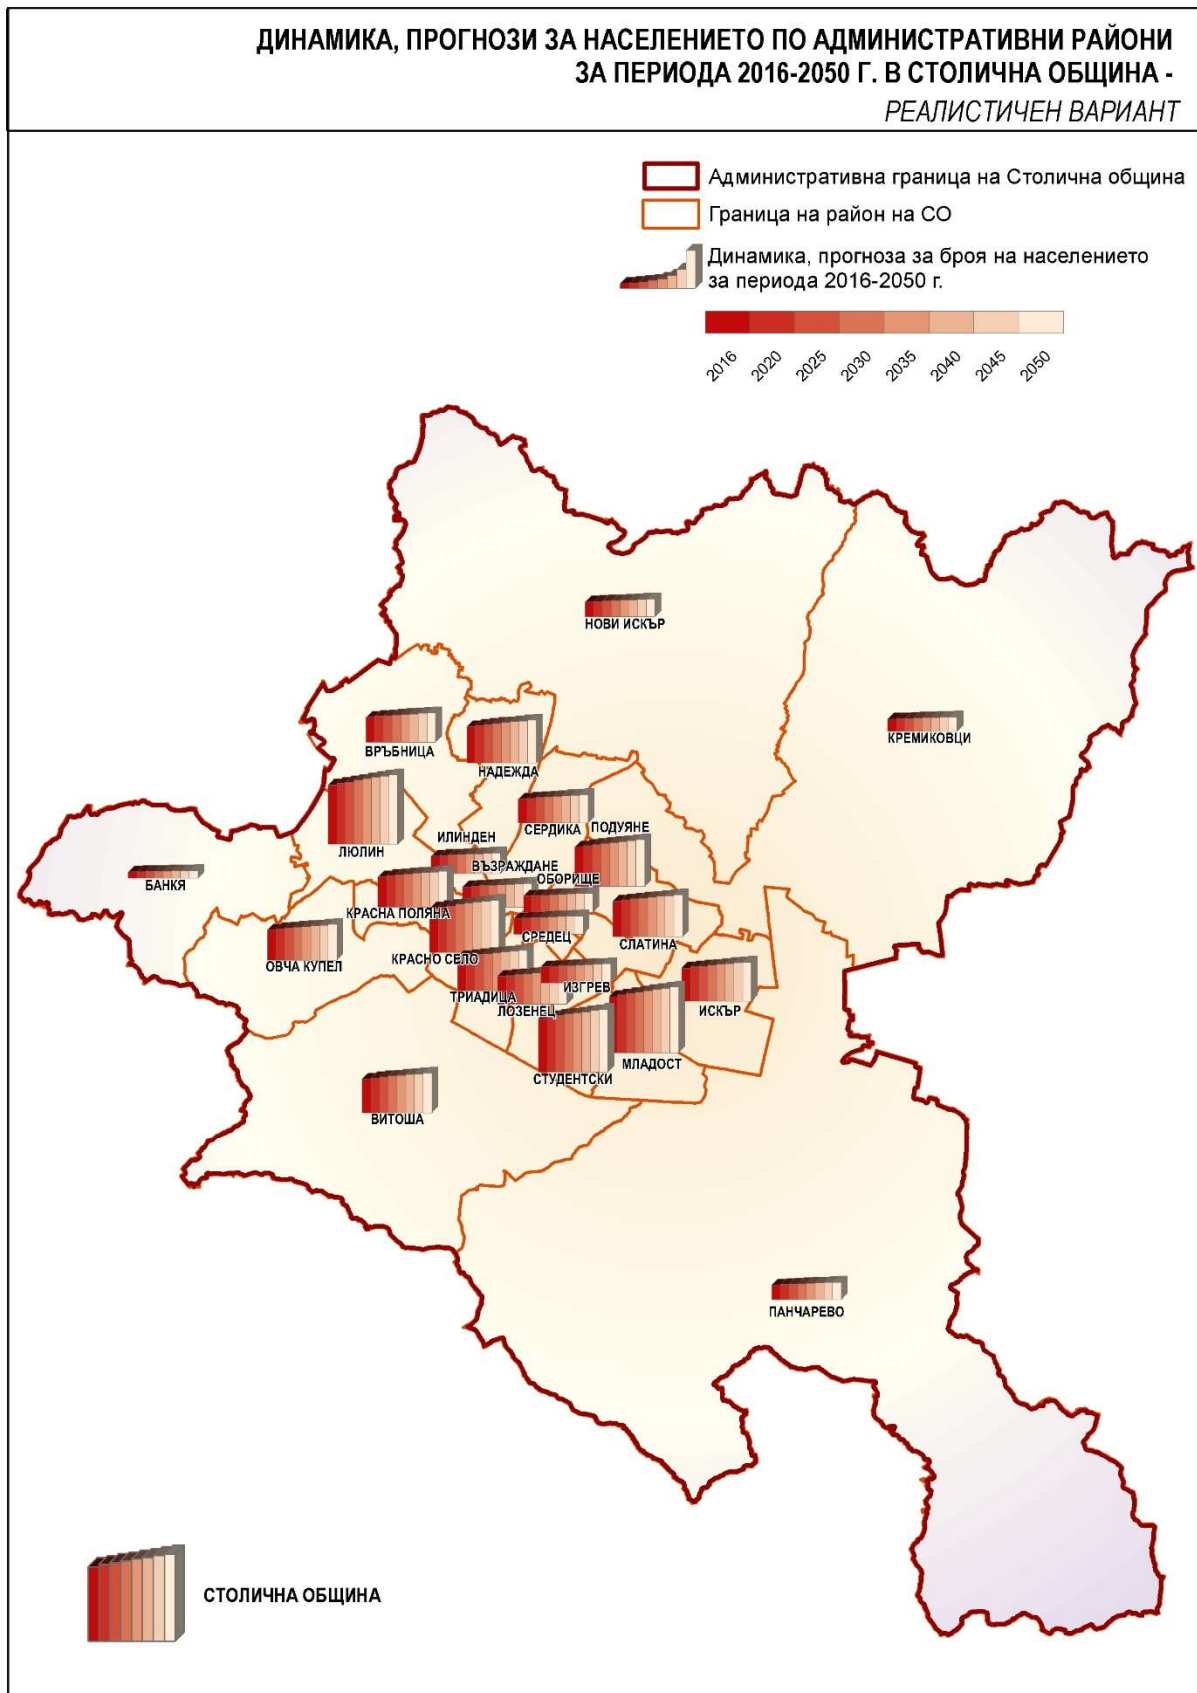 ДИНАМИКА, ПРОГНОЗИ ЗА НАСЕЛЕНИЕТО ПО АДМИНИСТРАТИВНИ РАЙОНИ
ЗА ПЕРИОДА 2016-2050 Г. В СТОЛИЧНА ОБЩИНА -
РЕАЛИСТИЧЕН ВАРИАНТ
Административна граница на Столична община
Граница на район на СО
Динамика, прогноза за броя на населението
за периода 2016-2050 г.
2016 2020 2025 2030 2035 2040 2045 2050
НОВИ ИСКЪР
КРЕМИКОВЦИ
ВРЪБНИЦА
НАДЕЖДА
СЕРДИКА
ПОДУЯНЕ
ИЛИНДЕН
ЛЮЛИН
ВЪЗРАЖДАНЕ
ОБОРИЩЕ
БАНКЯ
КРАСНА ПОЛЯНА
СРЕДЕЦ
СЛАТИНА
ОВЧА КУПЕЛ
КРАСНО СЕЛО
ИЗГРЕВ
ТРИАДИЦА
ЛОЗЕНЕЦ
ИСКЪР
МЛАДОСТ
СТУДЕНТСКИ
ВИТОША
ПАНЧАРЕВО
СТОЛИЧНА ОБЩИНА